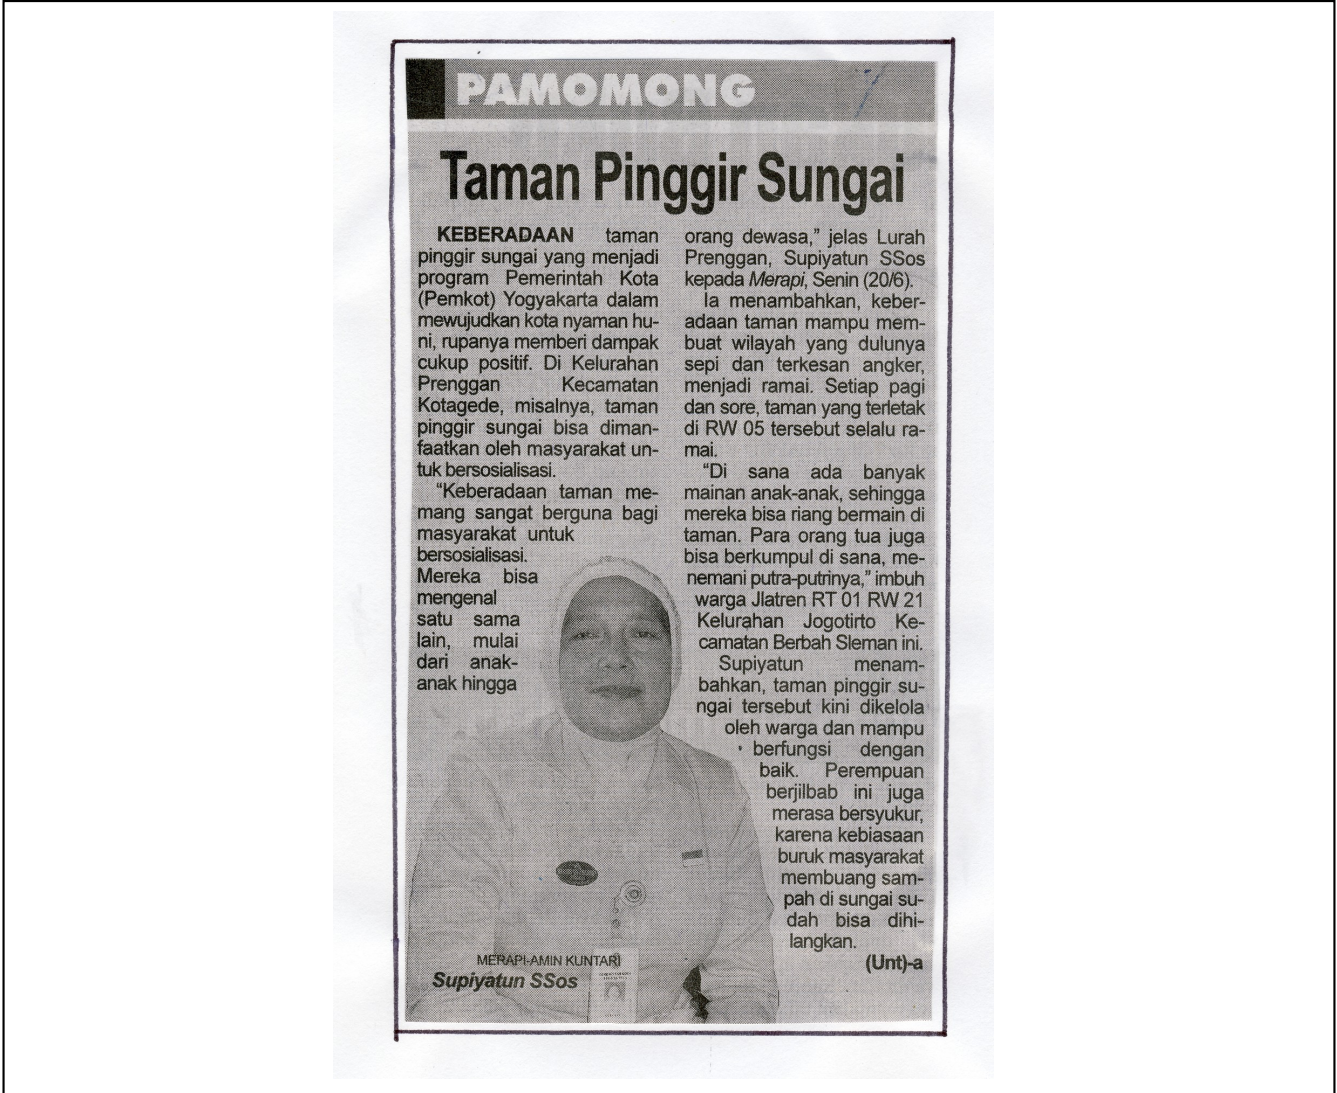 PAMOMONG
Taman Pinggir Sungai
KEBERADAAN taman
pinggir sungai yang menjadi
program Pemerintah Kota
(Pemkot) Yogyakarta dalam
mewujudkan kota nyaman hu-
ni, rupanya memberi dampak
cukup positif. Di Kelurahan
Prenggan Kecamatan
Kotagede, misalnya, taman
pinggir sungai bisa diman-
faatkan oleh masyarakat un-
tuk bersosialisasi.
“Keberadaan taman me-
mang sangat berguna bagi
masyarakat untuk
bersosialisasi.
Mereka bisa
mengenal
satu sama
lain, mulai
dari anak-
anak hingga
orang dewasa,” jelas Lurah
Prenggan, Supiyatun SSos
kepada Merapi, Senin (20/6).
Ia menambahkan, keber-
adaan taman mampu mem-
buat wilayah yang dulunya
sepi dan terkesan angker,
menjadi ramai. Setiap pagi
dan sore, taman yang terletak
di RW 05 tersebut selalu ra-
mai.
“Di sana ada banyak
mainan anak-anak, sehingga
mereka bisa riang bermain di
taman. Para orang tua juga
bisa berkumpul di sana, me-
nemani putra-putrinya,” imbuh
warga Jlatren RT 01 RW 21
Kelurahan Jogotirto Ke-
camatan Berbah Sleman ini.
Supiyatun menam-
bahkan, taman pinggir su-
ngai tersebut kini dikelola
oleh warga dan mampu
berfungsi dengan
baik. Perempuan
berjilbab ini juga
merasa bersyukur,
karena kebiasaan
buruk masyarakat
membuang sam-
pah di sungai su-
dah bisa dihi-
langkan.
(Unt)-a
MERAPI-AMIN KUNTARI
Supiyatun SSos